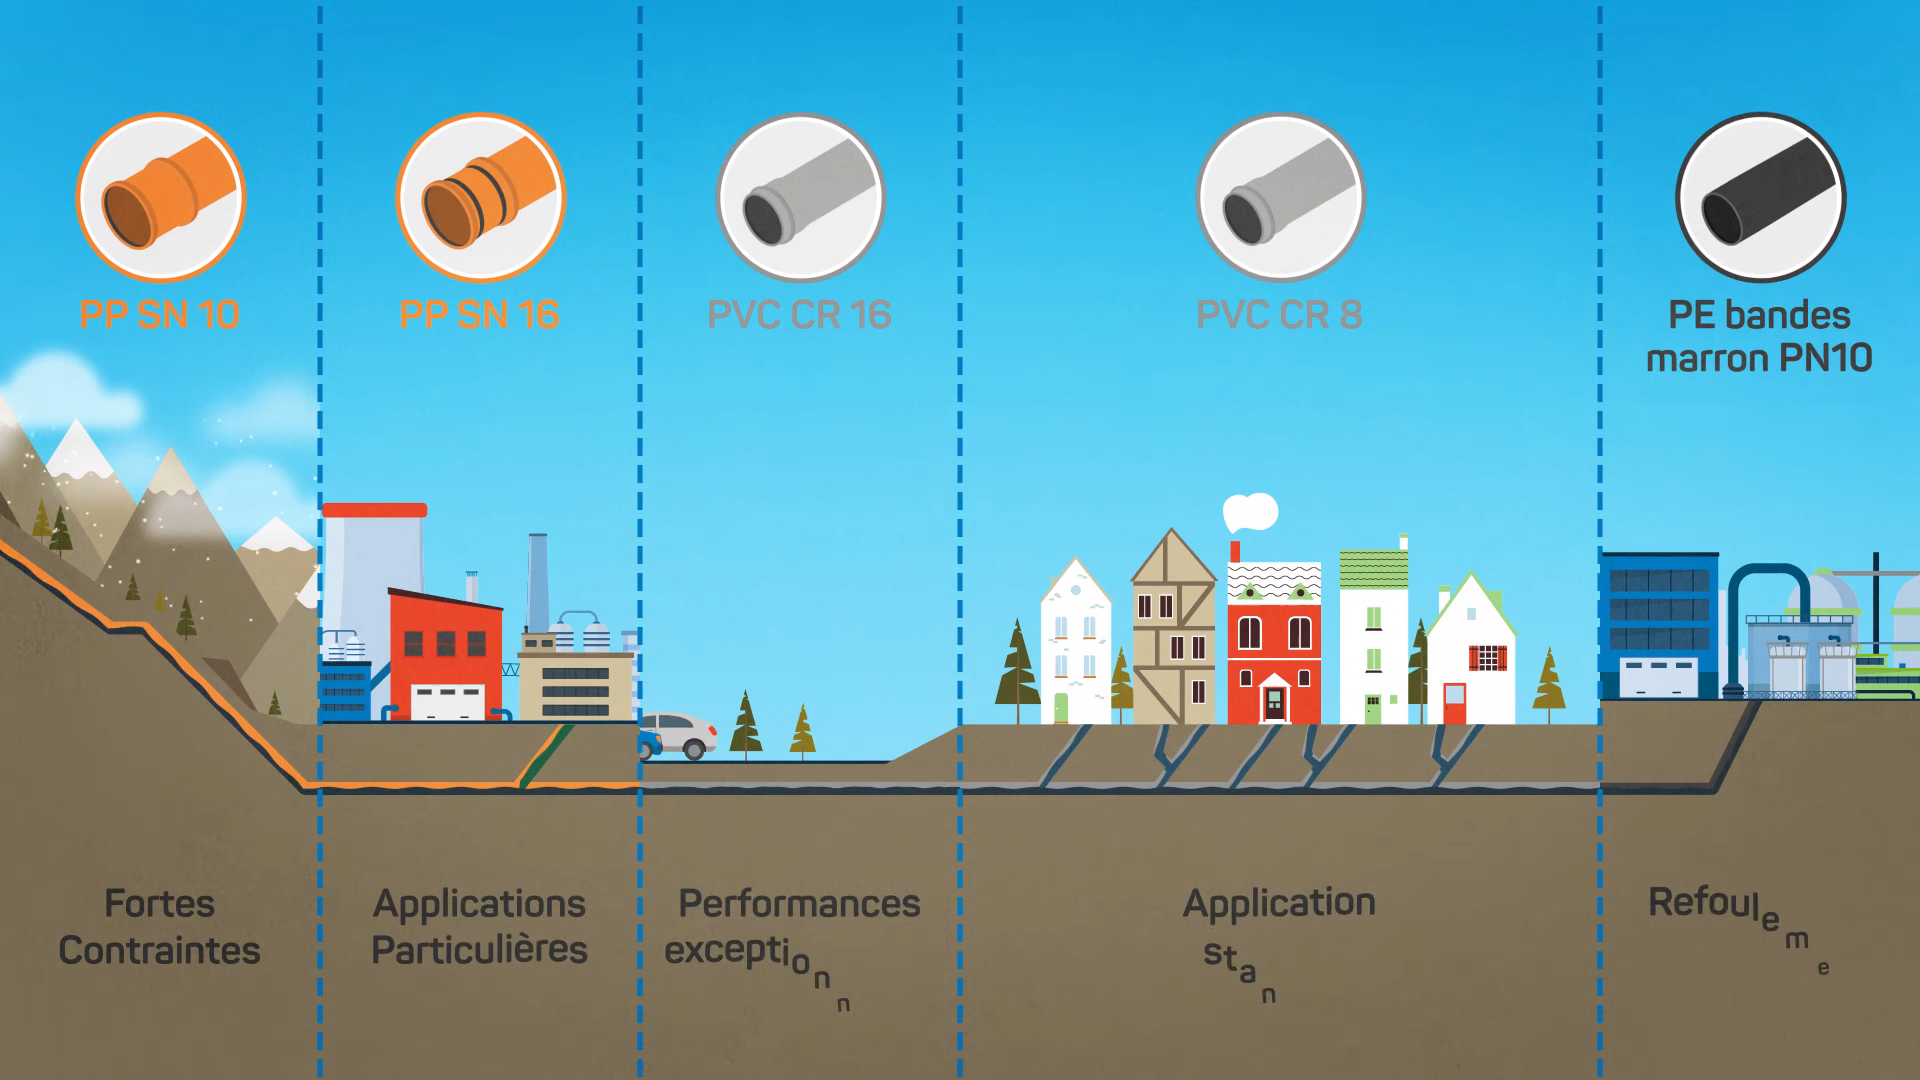 PP SN 10
PP SN 16
PVC CR 16
PVC CR 8
PE bandes
marron PN10
Fortes
Contraintes
Applications
Particulières
Performances
exceptionn
Application
stan
Refouleme